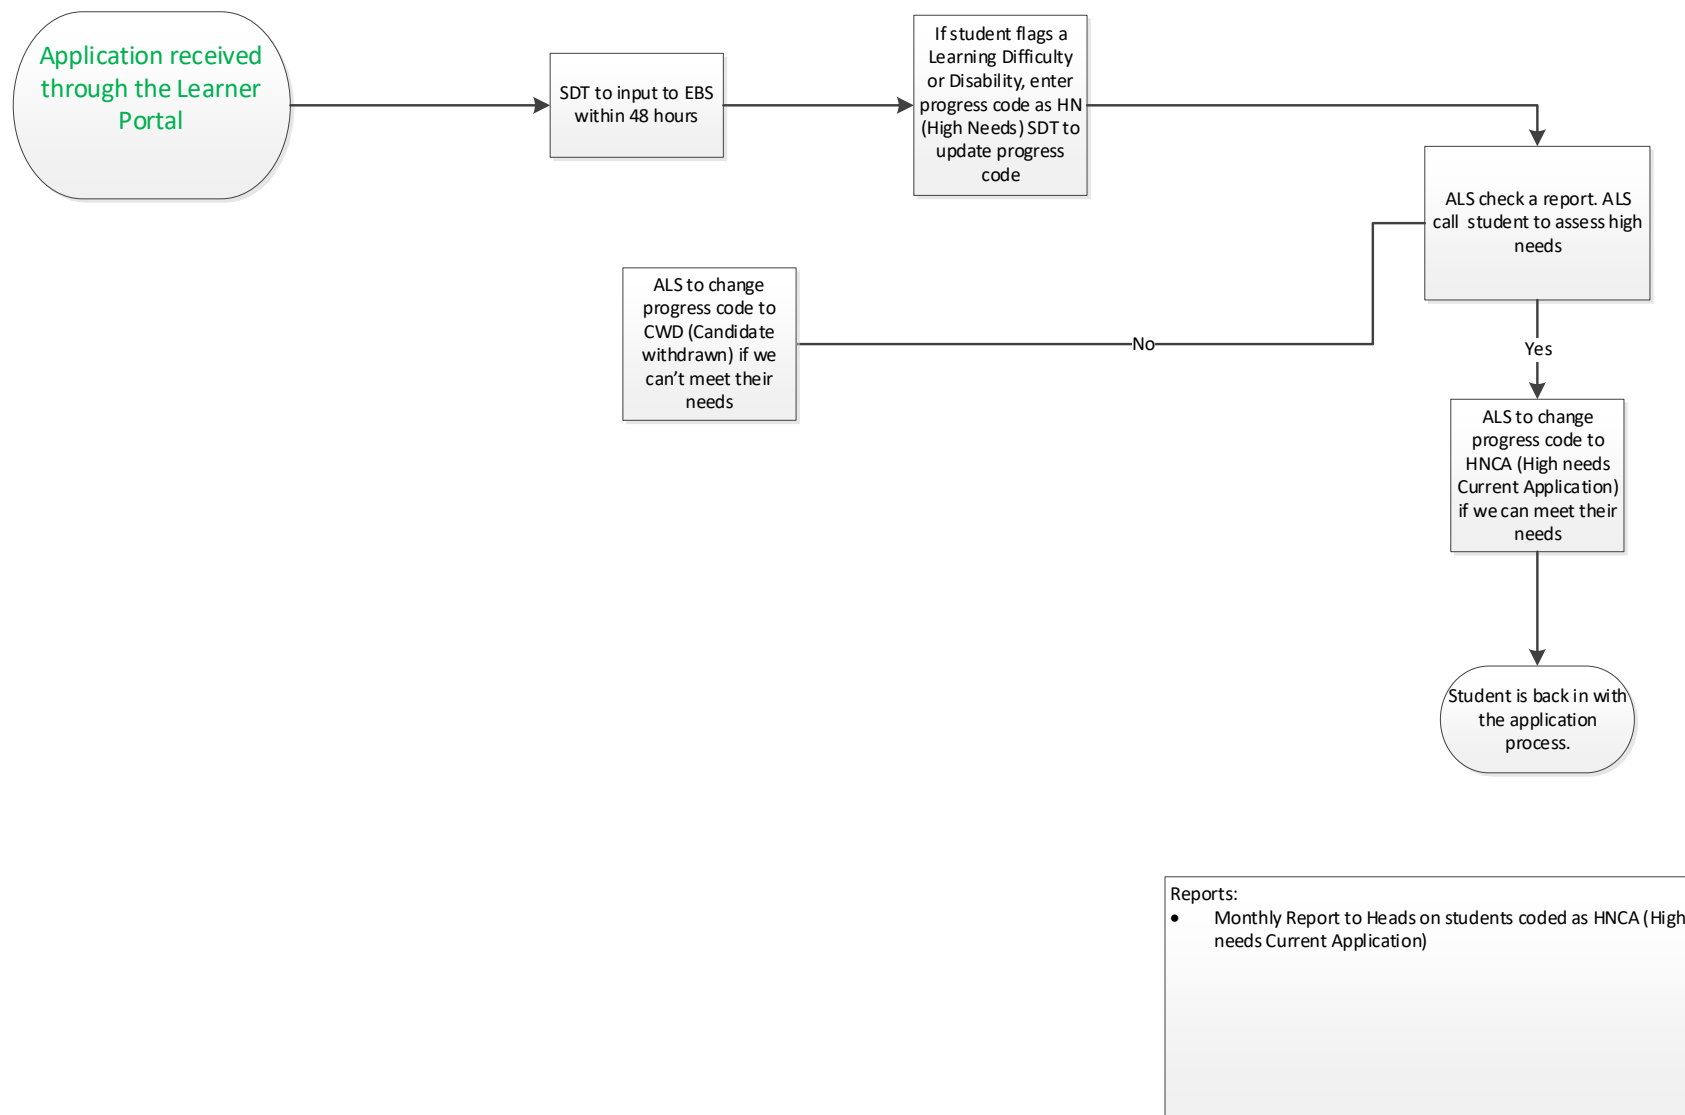 Application received
through the Learner
Portal
SDT to input to EBS
within 48 hours
If student flags a
Learning Difficulty
or Disability, enter
progress code as HN
(High Needs) SDT to
update progress
code
ALS check a report. ALS
call student to assess high
needs
ALS to change
progress code to
CWD (Candidate
withdrawn) if we
can’t meet their
needs
No
Yes
ALS to change
progress code to
HNCA (High needs
Current Application)
if we can meet their
needs
Student is back in with
the application
process.
Reports:
• Monthly Report to Heads on students coded as HNCA (High
needs Current Application)